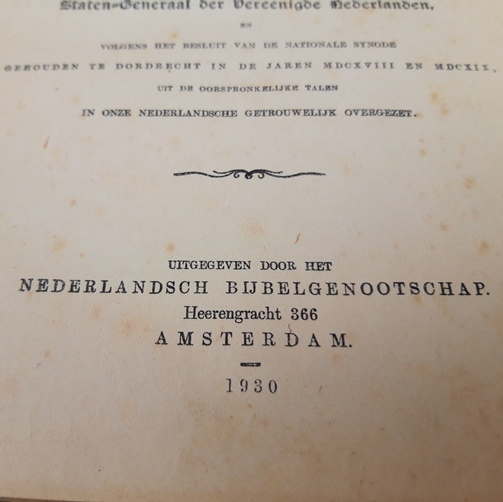 Staten-Generaal der Vereenigde Nederlanden,
EN
VOLGENS HET BESLUIT VAN DE NATIONALE SYNODE
GEHOUDEN TE DORDRECHT IN DE JAREN MDCXVIII EN MDCXIX,
UIT DE OORSPRONKELIJKE TALEN
IN ONZE NEDERLANDSCHE GETROUWELIJK OVERGEZET.
UITGEGEVEN DOOR HET
NEDERLANDSCH BIJBELGENOOTSCHAP.
Heerengracht 366
AMSTERDAM.
1930